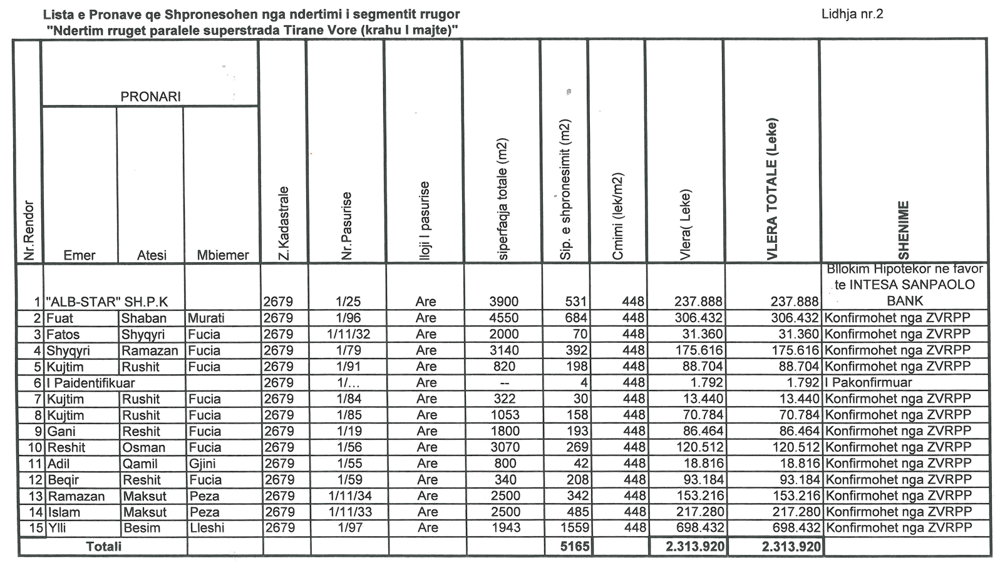 Lista e Pronave qe Shpronesohen nga ndertimi i segmentit rrugor
"Ndertim rruget paralele superstrada Tirane Vore (krahu I majte)"
Lidhja nr.2
PRONARI
Nr.Rendor Emer Atesi Mbiemer Z.Kadastrale Nr.Pasurise Iloji I pasurise siperfaqja totale (m2) Sip. e shpronesimit (m2) Cmimi (lek/m2) Vlera( Leke) VLERA TOTALE (Leke) SHENIME
Bllokim Hipotekor ne favor
te INTESA SANPAOLO
1 "ALB-STAR" SH.P.K 2679 1/25 Are 3900 531 448 237.888 237.888 BANK
2 Fuat Shaban Murati 2679 1/96 Are 4550 684 448 306.432 306.432 Konfirmohet nga ZVRPP
3 Fatos Shyqyri Fucia 2679 1/11/32 Are 2000 70 448 31.360 31.360 Konfirmohet nga ZVRPP
4 Shyqyri Ramazan Fucia 2679 1/79 Are 3140 392 448 175.616 175.616 Konfirmohet nga ZVRPP
5 Kujtim Rushit Fucia 2679 1/91 Are 820 198 448 88.704 88.704 Konfirmohet nga ZVRPP
6 I Paidentifikuar 2679 1/... Are -- 4 448 1.792 1.792 I Pakonfirmuar
7 Kujtim Rushit Fucia 2679 1/84 Are 322 30 448 13.440 13.440 Konfirmohet nga ZVRPP
8 Kujtim Rushit Fucia 2679 1/85 Are 1053 158 448 70.784 70.784 Konfirmohet nga ZVRPP
9 Gani Reshit Fucia 2679 1/19 Are 1800 193 448 86.464 86.464 Konfirmohet nga ZVRPP
10 Reshit Osman Fucia 2679 1/56 Are 3070 269 448 120.512 120.512 Konfirmohet nga ZVRPP
11 Adil Qamil Gjini 2679 1/55 Are 800 42 448 18.816 18.816 Konfirmohet nga ZVRPP
12 Beqir Reshit Fucia 2679 1/59 Are 340 208 448 93.184 93.184 Konfirmohet nga ZVRPP
13 Ramazan Maksut Peza 2679 1/11/34 Are 2500 342 448 153.216 153.216 Konfirmohet nga ZVRPP
14 Islam Maksut Peza 2679 1/11/33 Are 2500 485 448 217.280 217.280 Konfirmohet nga ZVRPP
15 Ylli Besim Lleshi 2679 1/97 Are 1943 1559 448 698.432 698.432 Konfirmohet nga ZVRPP
Totali 5165 2.313.920 2.313.920